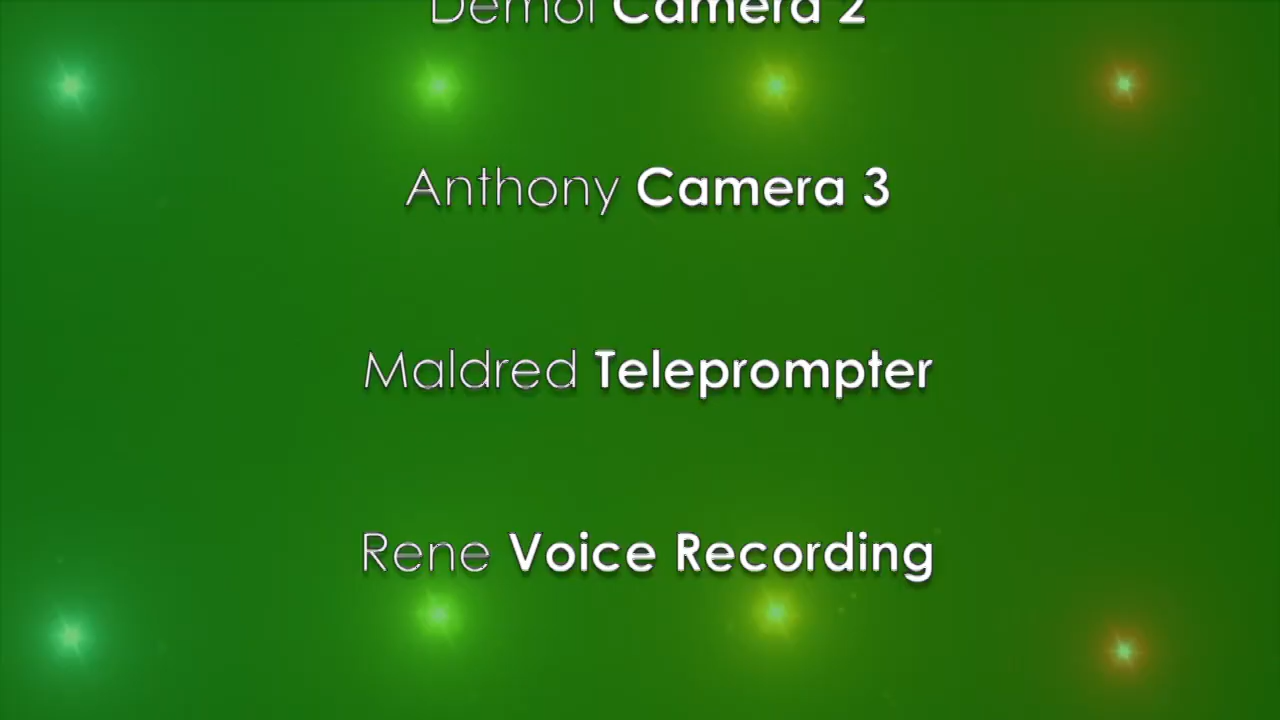 Camera 2
Anthony Camera 3
Maldred Teleprompter
Rene Voice Recording